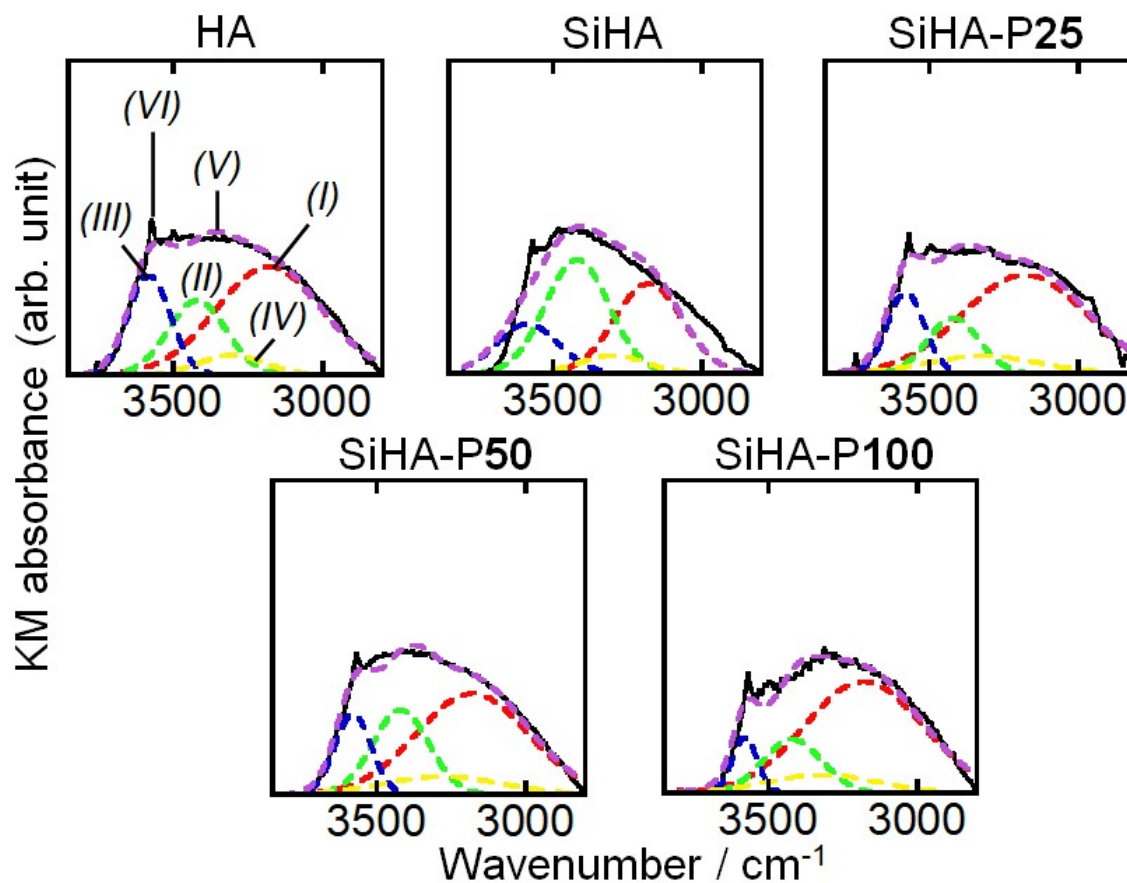 HA
SiHA
SiHA-P25
(VI)
(V)
(I)
(III)
(II)
(IV)
3500 3000
3500 3000
3500 3000
KM absorbance (arb. unit)
SiHA-P50
SiHA-P100
3500 3000
3500 3000
Wavenumber / cm⁻¹